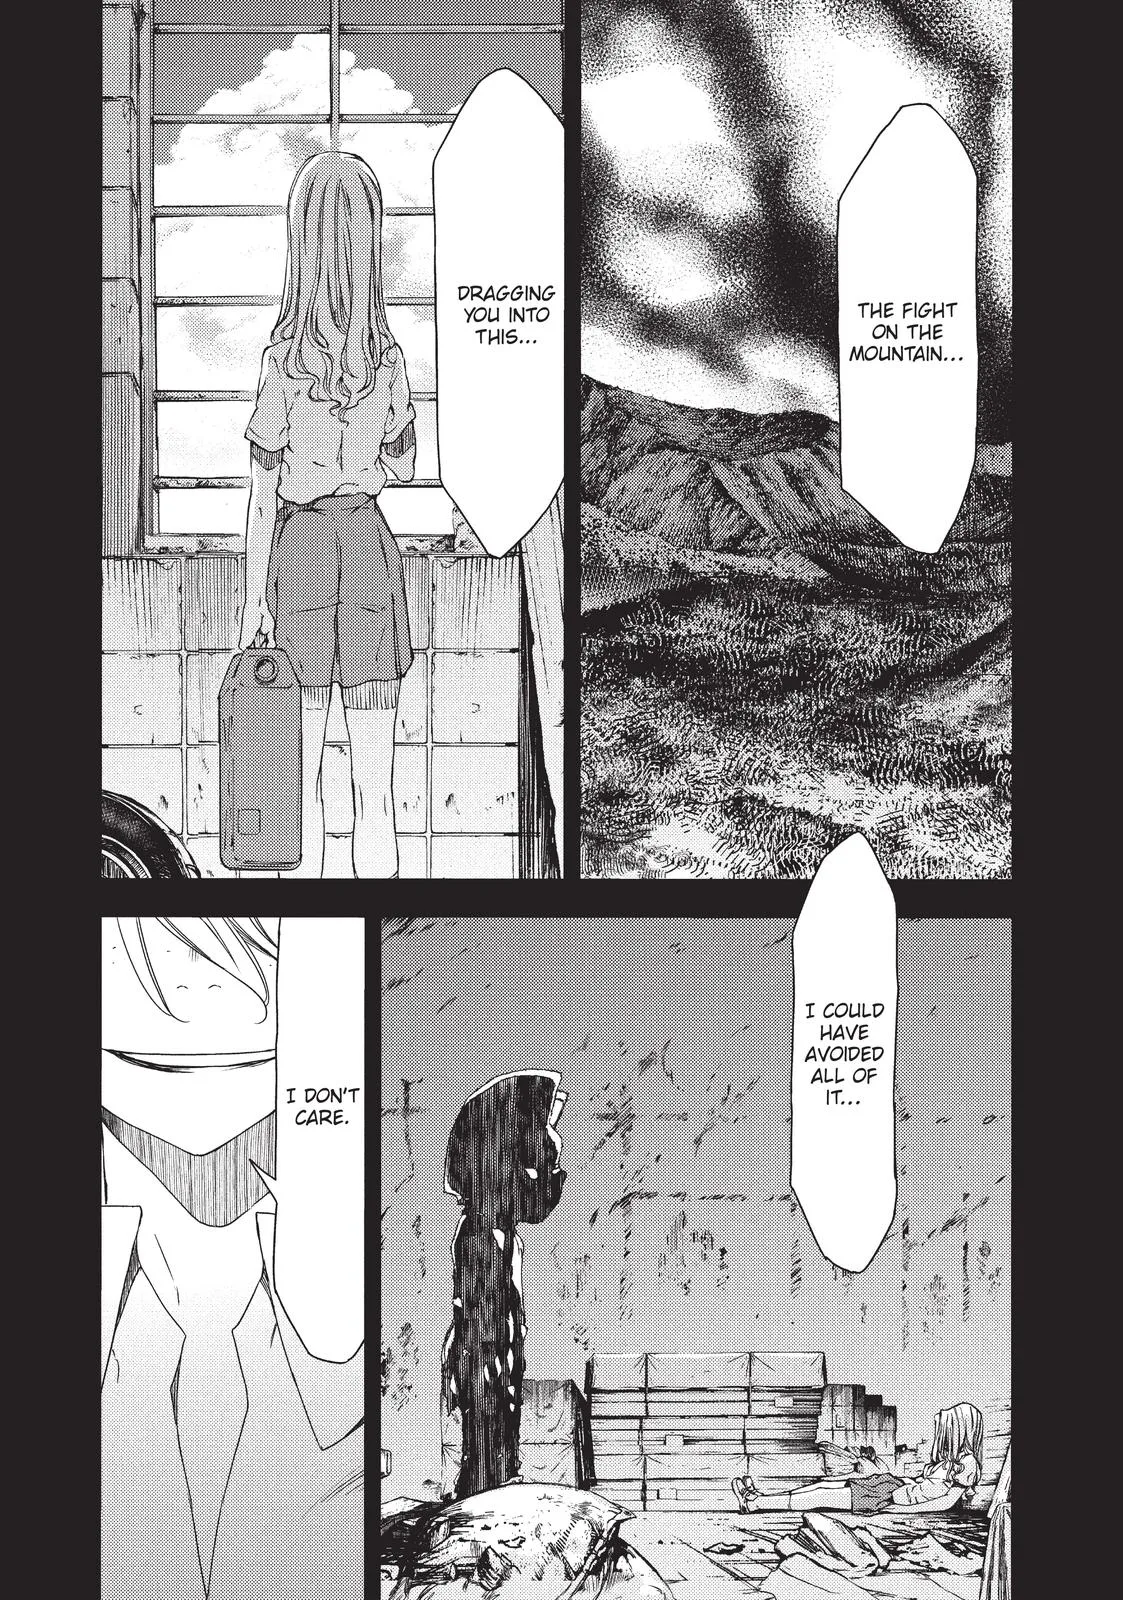 THE FIGHT
ON THE
MOUNTAIN...
DRAGGING
YOU INTO
THIS...
I COULD
HAVE
AVOIDED
ALL OF
IT...
I DON'T
CARE.